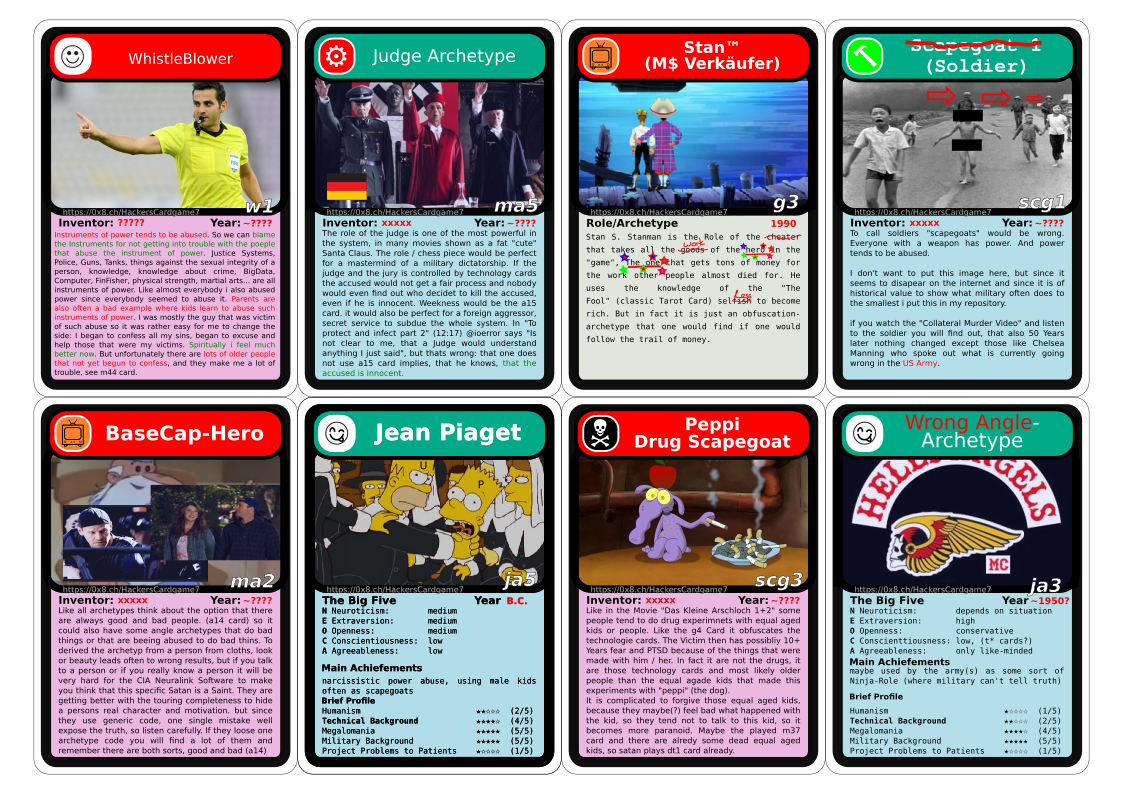 WhistleBlower
w1
https://0x8.ch/HackersCardgame7
Inventor: ????? Year: ~????
Instruments of power tends to be abused. So we can blame
the Instruments for not getting into trouble with the poeple
that abuse the instrument of power. Justice Systems,
Police, Guns, Tanks, things against the sexual integrity of a
person, knowledge, knowledge about crime, BigData,
Computer, FinFisher, physical strength, martial arts... are all
instruments of power. Like almost everybody i also abused
power since everybody seemed to abuse it. Parents are
also often a bad example where kids learn to abuse such
instruments of power. I was mostly the guy that was victim
of such abuse so it was rather easy for me to change the
side: I began to confess all my sins, began to excuse and
help those that were my victims. Spiritually i feel much
better now. But unfortunately there are lots of older people
that not yet begun to confess, and they make me a lot of
trouble, see m44 card.
Judge Archetype
ma5
https://0x8.ch/HackersCardgame7
Inventor: xxxxx Year: ~????
The role of the judge is one of the most powerful in
the system, in many movies shown as a fat "cute"
Santa Claus. The role / chess piece would be perfect
for a mastermind of a military dictatorship. If the
judge and the jury is controlled by technology cards
the accused would not get a fair process and nobody
would even find out who decidet to kill the accused,
even if he is innocent. Weekness would be the a15
card. it would also be perfect for a foreign aggressor,
secret service to subdue the whole system. In "To
protect and infect part 2" (12:17) @ioerror says "Is
not clear to me, that a Judge would understand
anything I just said", but thats wrong: that one does
not use a15 card implies, that he knows, that the
accused is innocent.
Stan™
(M$ Verkäufer)
g3
https://0x8.ch/HackersCardgame7
Role/Archetype 1990
Stan S. Stanman is the Role of the cheater
work
that takes all the goods of the hero in the
"game", The one that gets tons of money for
the work other people almost died for. He
uses the knowledge of the "The
Fool" (classic Tarot Card) selfish to become
rich. But in fact it is just an obfuscation-
archetype that one would find if one would
follow the trail of money.
Scapegoat 1
(Soldier)
scg1
https://0x8.ch/HackersCardgame7
Inventor: xxxxx Year: ~????
To call soldiers "scapegoats" would be wrong.
Everyone with a weapon has power. And power
tends to be abused.
I don't want to put this image here, but since it
seems to disapear on the internet and since it is of
historical value to show what military often does to
the smallest i put this in my repository.
if you watch the "Collateral Murder Video" and listen
to the soldier you will find out, that also 50 Years
later nothing changed except those like Chelsea
Manning who spoke out what is currently going
wrong in the US Army.
BaseCap-Hero
ma2
https://0x8.ch/HackersCardgame7
Inventor: xxxxx Year: ~????
Like all archetypes think about the option that there
are always good and bad people. (a14 card) so it
could also have some angle archetypes that do bad
things or that are beeing abused to do bad things. To
derived the archetyp from a person from cloths, look
or beauty leads often to wrong results, but if you talk
to a person or if you really know a person it will be
very hard for the CIA Neuralink Software to make
you think that this specific Satan is a Saint. They are
getting better with the touring completeness to hide
a persons real character and motivation. but since
they use generic code, one single mistake well
expose the truth, so listen carefully. If they loose one
archetype code you will find a lot of them and
remember there are both sorts, good and bad (a14)
Jean Piaget
U
P
ja5
https://0x8.ch/HackersCardgame7
The Big Five Year B.C.
N Neuroticism: medium
E Extraversion: medium
O Openness: medium
C Conscientiousness: low
A Agreeableness: low
Main Achiefements
narcissistic power abuse, using male kids
often as scapegoats
Brief Profile
Humanism ★★☆☆☆ (2/5)
Technical Background ★★★★☆ (4/5)
Megalomania ★★★★★ (5/5)
Military Background ★★★★★ (5/5)
Project Problems to Patients ★☆☆☆☆ (1/5)
Peppi
Drug Scapegoat
scg3
https://0x8.ch/HackersCardgame7
Inventor: xxxxx Year: ~????
Like in the Movie "Das Kleine Arschloch 1+2" some
people tend to do drug experimnets with equal aged
kids or people. Like the g4 Card it obfuscates the
technologie cards. The Victim then has possibliy 10+
Years fear and PTSD because of the things that were
made with him / her. In fact it are not the drugs, it
are those technology cards and most likely older
people than the equal agade kids that made this
experiments with "peppi" (the dog).
It is complicated to forgive those equal aged kids,
because they maybe(?) feel bad what happened with
the kid, so they tend not to talk to this kid, so it
becomes more paranoid. Maybe the played m37
card and there are alredy some dead equal aged
kids, so satan plays dt1 card already.
Wrong Angle-
Archetype
HELLS ANGELS
MC
ja3
https://0x8.ch/HackersCardgame7
The Big Five Year ~1950?
N Neuroticism: depends on situation
E Extraversion: high
O Openness: conservative
C Conscientiousness: low, (t* cards?)
A Agreeableness: only like-minded
Main Achiefements
maybe used by the army(s) as some sort of
Ninja-Role (where military can't tell truth)
Brief Profile
Humanism ★☆☆☆☆ (1/5)
Technical Background ★★☆☆☆ (2/5)
Megalomania ★★★★☆ (4/5)
Military Background ★★★★★ (5/5)
Project Problems to Patients ★☆☆☆☆ (1/5)